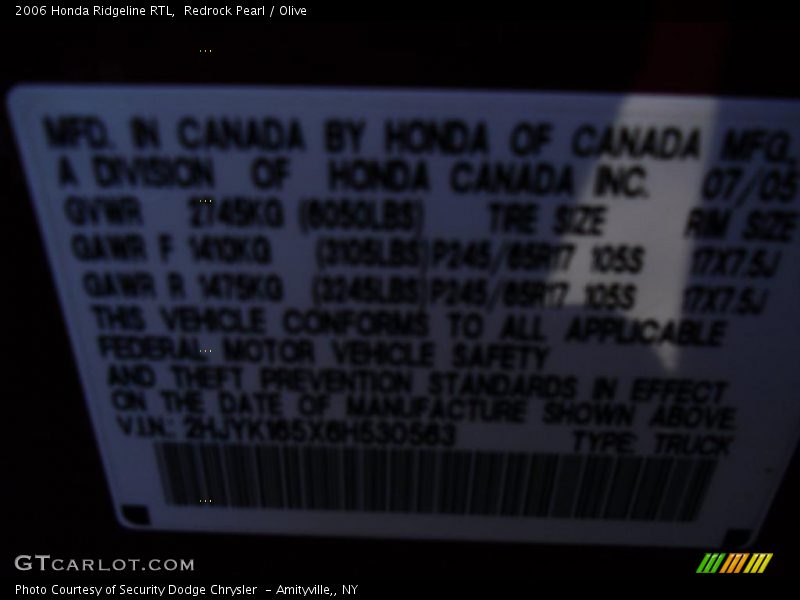 2006 Honda Ridgeline RTL, Redrock Pearl / Olive
MFD. IN CANADA BY HONDA OF CANADA MFG.
A DIVISION OF HONDA CANADA INC. 07/05
GVWR 2745KG (6050LBS) TIRE SIZE RIM SIZE
GAWR F 1410KG (3105LBS) P245/65R17 105S 17X7.5J
GAWR R 1475KG (3245LBS) P245/65R17 105S 17X7.5J
THIS VEHICLE CONFORMS TO ALL APPLICABLE
FEDERAL MOTOR VEHICLE SAFETY
AND THEFT PREVENTION STANDARDS IN EFFECT
ON THE DATE OF MANUFACTURE SHOWN ABOVE.
V.I.N.: 2HJYK165X6H530563 TYPE: TRUCK
GTCARLOT.COM
Photo Courtesy of Security Dodge Chrysler - Amityville,, NY